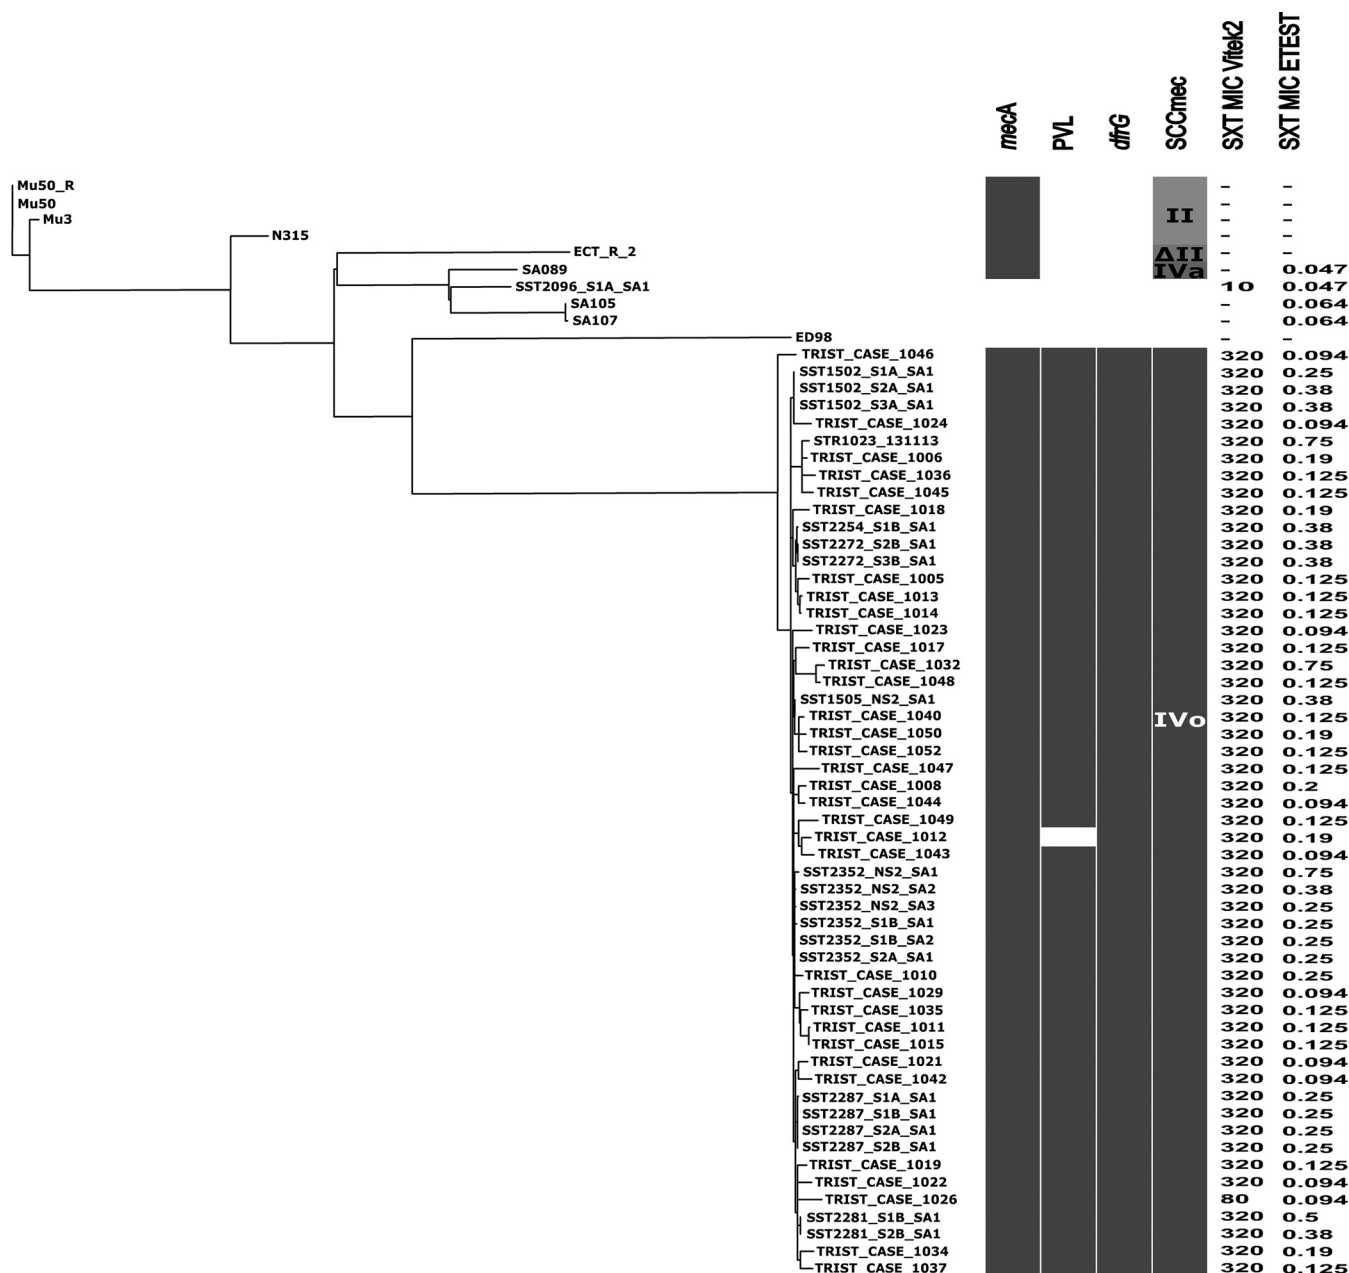 mecA PVL dfrG SCCmec SXT MIC Vitek2 SXT MIC ETEST
Mu50_R – –
Mu50 – –
Mu3 – –
II
N315 – –
ECT_R_2 ΔII – –
SA089 IVa – 0.047
SST2096_S1A_SA1 10 0.047
SA105 – 0.064
SA107 – 0.064
ED98 – –
TRIST_CASE_1046 320 0.094
SST1502_S1A_SA1 320 0.25
SST1502_S2A_SA1 320 0.38
SST1502_S3A_SA1 320 0.38
TRIST_CASE_1024 320 0.094
STR1023_131113 320 0.75
TRIST_CASE_1006 320 0.19
TRIST_CASE_1036 320 0.125
TRIST_CASE_1045 320 0.125
TRIST_CASE_1018 320 0.19
SST2254_S1B_SA1 320 0.38
SST2272_S2B_SA1 320 0.38
SST2272_S3B_SA1 320 0.38
TRIST_CASE_1005 320 0.125
TRIST_CASE_1013 320 0.125
TRIST_CASE_1014 320 0.125
TRIST_CASE_1023 320 0.094
TRIST_CASE_1017 320 0.125
TRIST_CASE_1032 320 0.75
TRIST_CASE_1048 320 0.125
SST1505_NS2_SA1 320 0.38
TRIST_CASE_1040 IVo 320 0.125
TRIST_CASE_1050 320 0.19
TRIST_CASE_1052 320 0.125
TRIST_CASE_1047 320 0.125
TRIST_CASE_1008 320 0.2
TRIST_CASE_1044 320 0.094
TRIST_CASE_1049 320 0.125
TRIST_CASE_1012 320 0.19
TRIST_CASE_1043 320 0.094
SST2352_NS2_SA1 320 0.75
SST2352_NS2_SA2 320 0.38
SST2352_NS2_SA3 320 0.25
SST2352_S1B_SA1 320 0.25
SST2352_S1B_SA2 320 0.25
SST2352_S2A_SA1 320 0.25
TRIST_CASE_1010 320 0.25
TRIST_CASE_1029 320 0.094
TRIST_CASE_1035 320 0.125
TRIST_CASE_1011 320 0.125
TRIST_CASE_1015 320 0.125
TRIST_CASE_1021 320 0.094
TRIST_CASE_1042 320 0.094
SST2287_S1A_SA1 320 0.25
SST2287_S1B_SA1 320 0.25
SST2287_S2A_SA1 320 0.25
SST2287_S2B_SA1 320 0.25
TRIST_CASE_1019 320 0.125
TRIST_CASE_1022 320 0.094
TRIST_CASE_1026 80 0.094
SST2281_S1B_SA1 320 0.5
SST2281_S2B_SA1 320 0.38
TRIST_CASE_1034 320 0.19
TRIST_CASE_1037 320 0.125